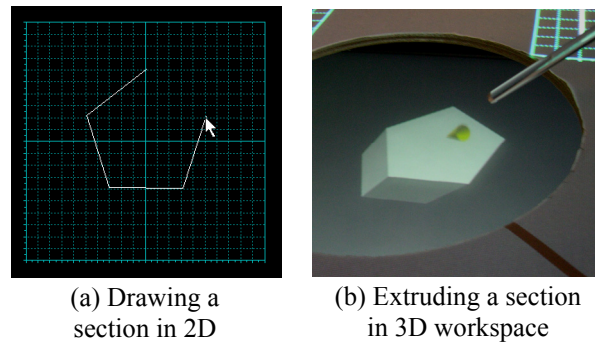 (a) Drawing a
section in 2D
(b) Extruding a section
in 3D workspace